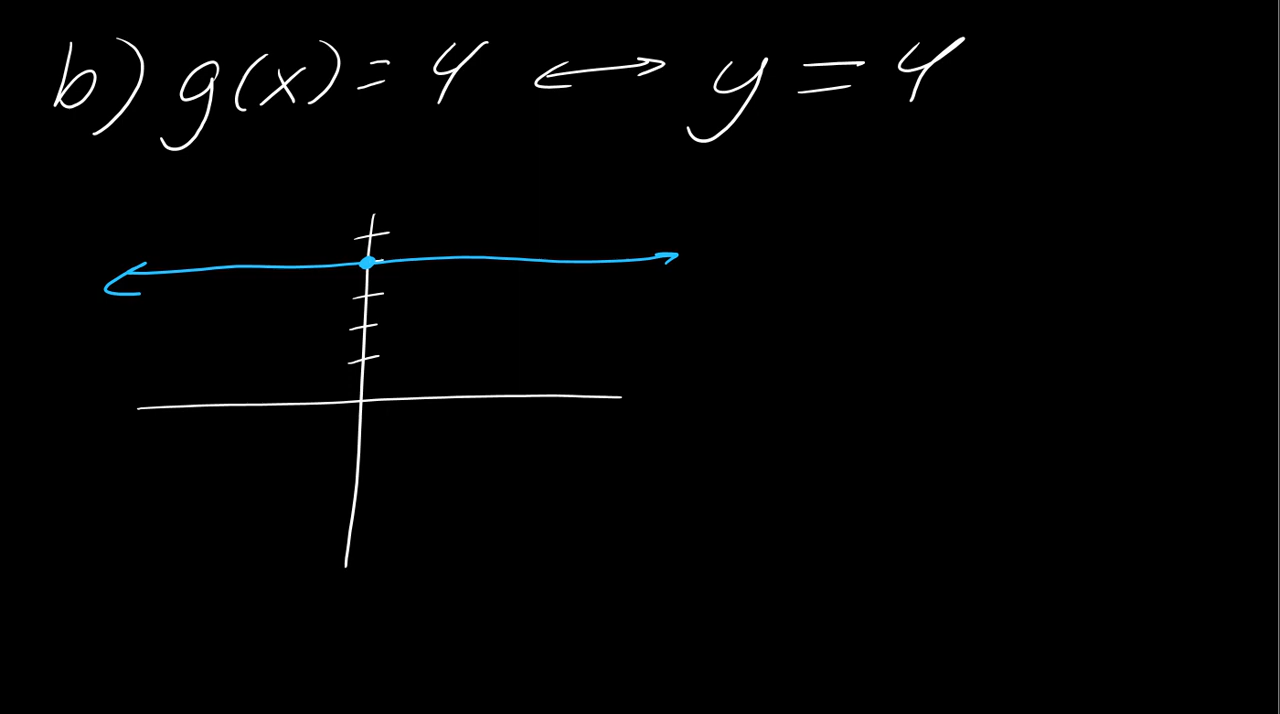 b) g(x) = 4 ⟷ y = 4